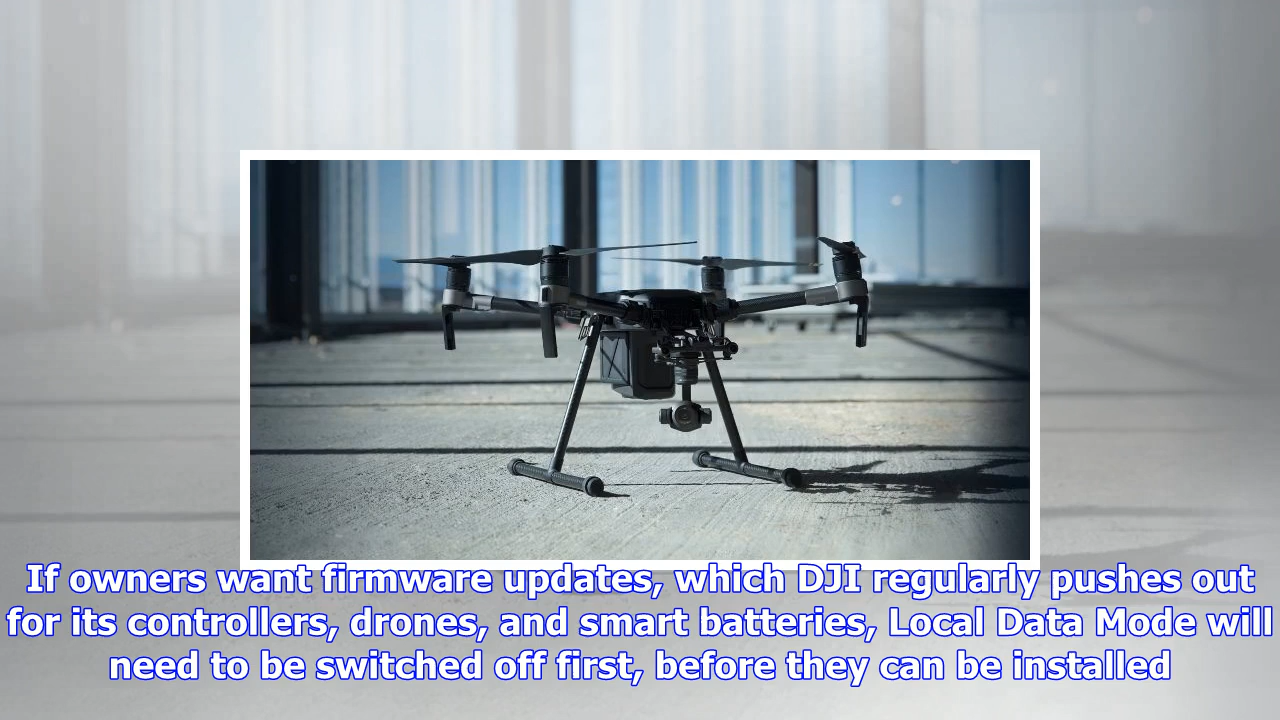 If owners want firmware updates, which DJI regularly pushes out
for its controllers, drones, and smart batteries, Local Data Mode will
need to be switched off first, before they can be installed